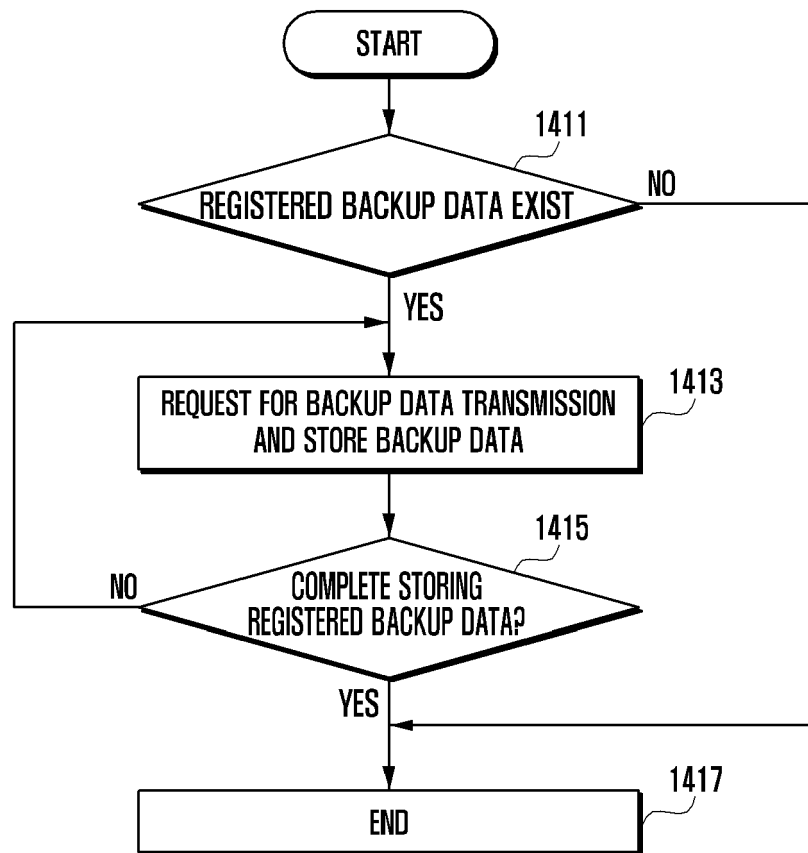 START
1411
REGISTERED BACKUP DATA EXIST
NO
YES
1413
REQUEST FOR BACKUP DATA TRANSMISSION
AND STORE BACKUP DATA
1415
COMPLETE STORING
REGISTERED BACKUP DATA?
NO
YES
1417
END